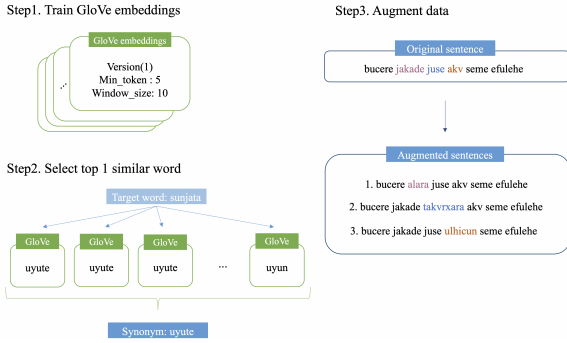 Step1. Train GloVe embeddings
GloVe embeddings
Version(1)
Min_token : 5
Window_size: 10
...
Step2. Select top 1 similar word
Target word: sunjata
GloVe GloVe GloVe GloVe
uyute uyute uyute ... uyun
Synonym: uyute
Step3. Augment data
Original sentence
bucere jakade juse akv seme efulehe
Augmented sentences
1. bucere alara juse akv seme efulehe
2. bucere jakade takvrxara akv seme efulehe
3. bucere jakade juse ulhicun seme efulehe